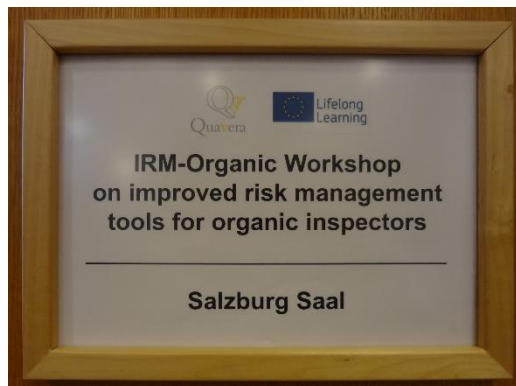 Quavera
Lifelong
Learning
IRM-Organic Workshop
on improved risk management
tools for organic inspectors
Salzburg Saal